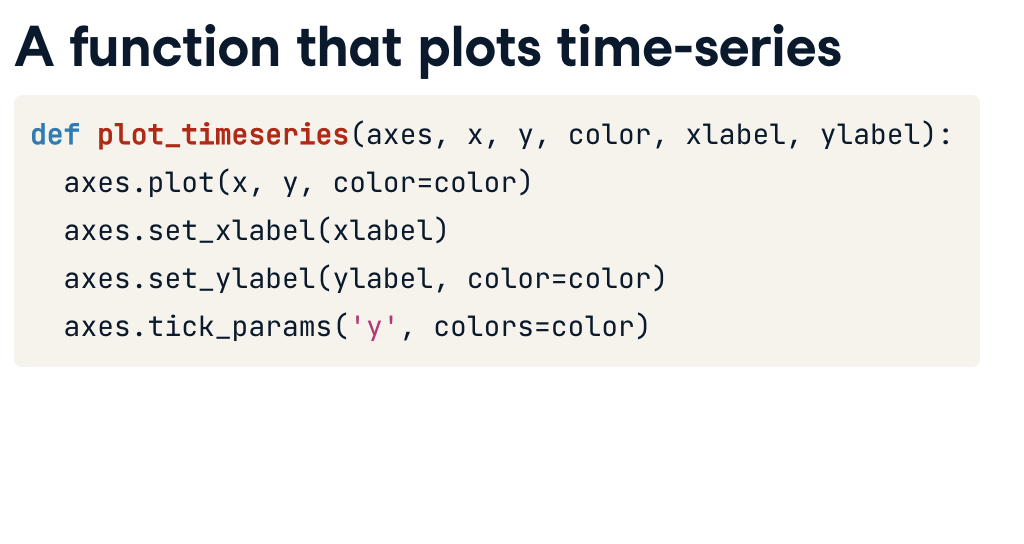 A function that plots time-series
def plot_timeseries(axes, x, y, color, xlabel, ylabel):
  axes.plot(x, y, color=color)
  axes.set_xlabel(xlabel)
  axes.set_ylabel(ylabel, color=color)
  axes.tick_params('y', colors=color)